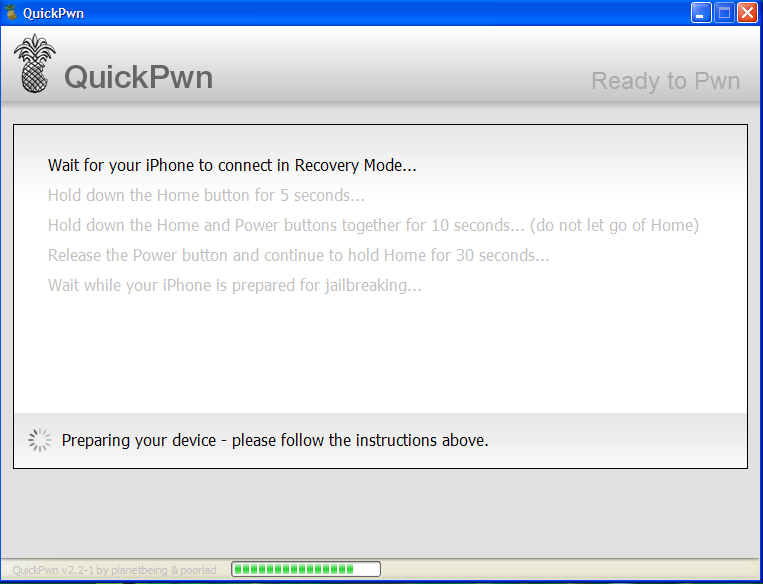 QuickPwn
QuickPwn
Ready to Pwn
Wait for your iPhone to connect in Recovery Mode...
Hold down the Home button for 5 seconds...
Hold down the Home and Power buttons together for 10 seconds... (do not let go of Home)
Release the Power button and continue to hold Home for 30 seconds...
Wait while your iPhone is prepared for jailbreaking...
Preparing your device - please follow the instructions above.
QuickPwn v2.2-1 by planetbeing & poorlad